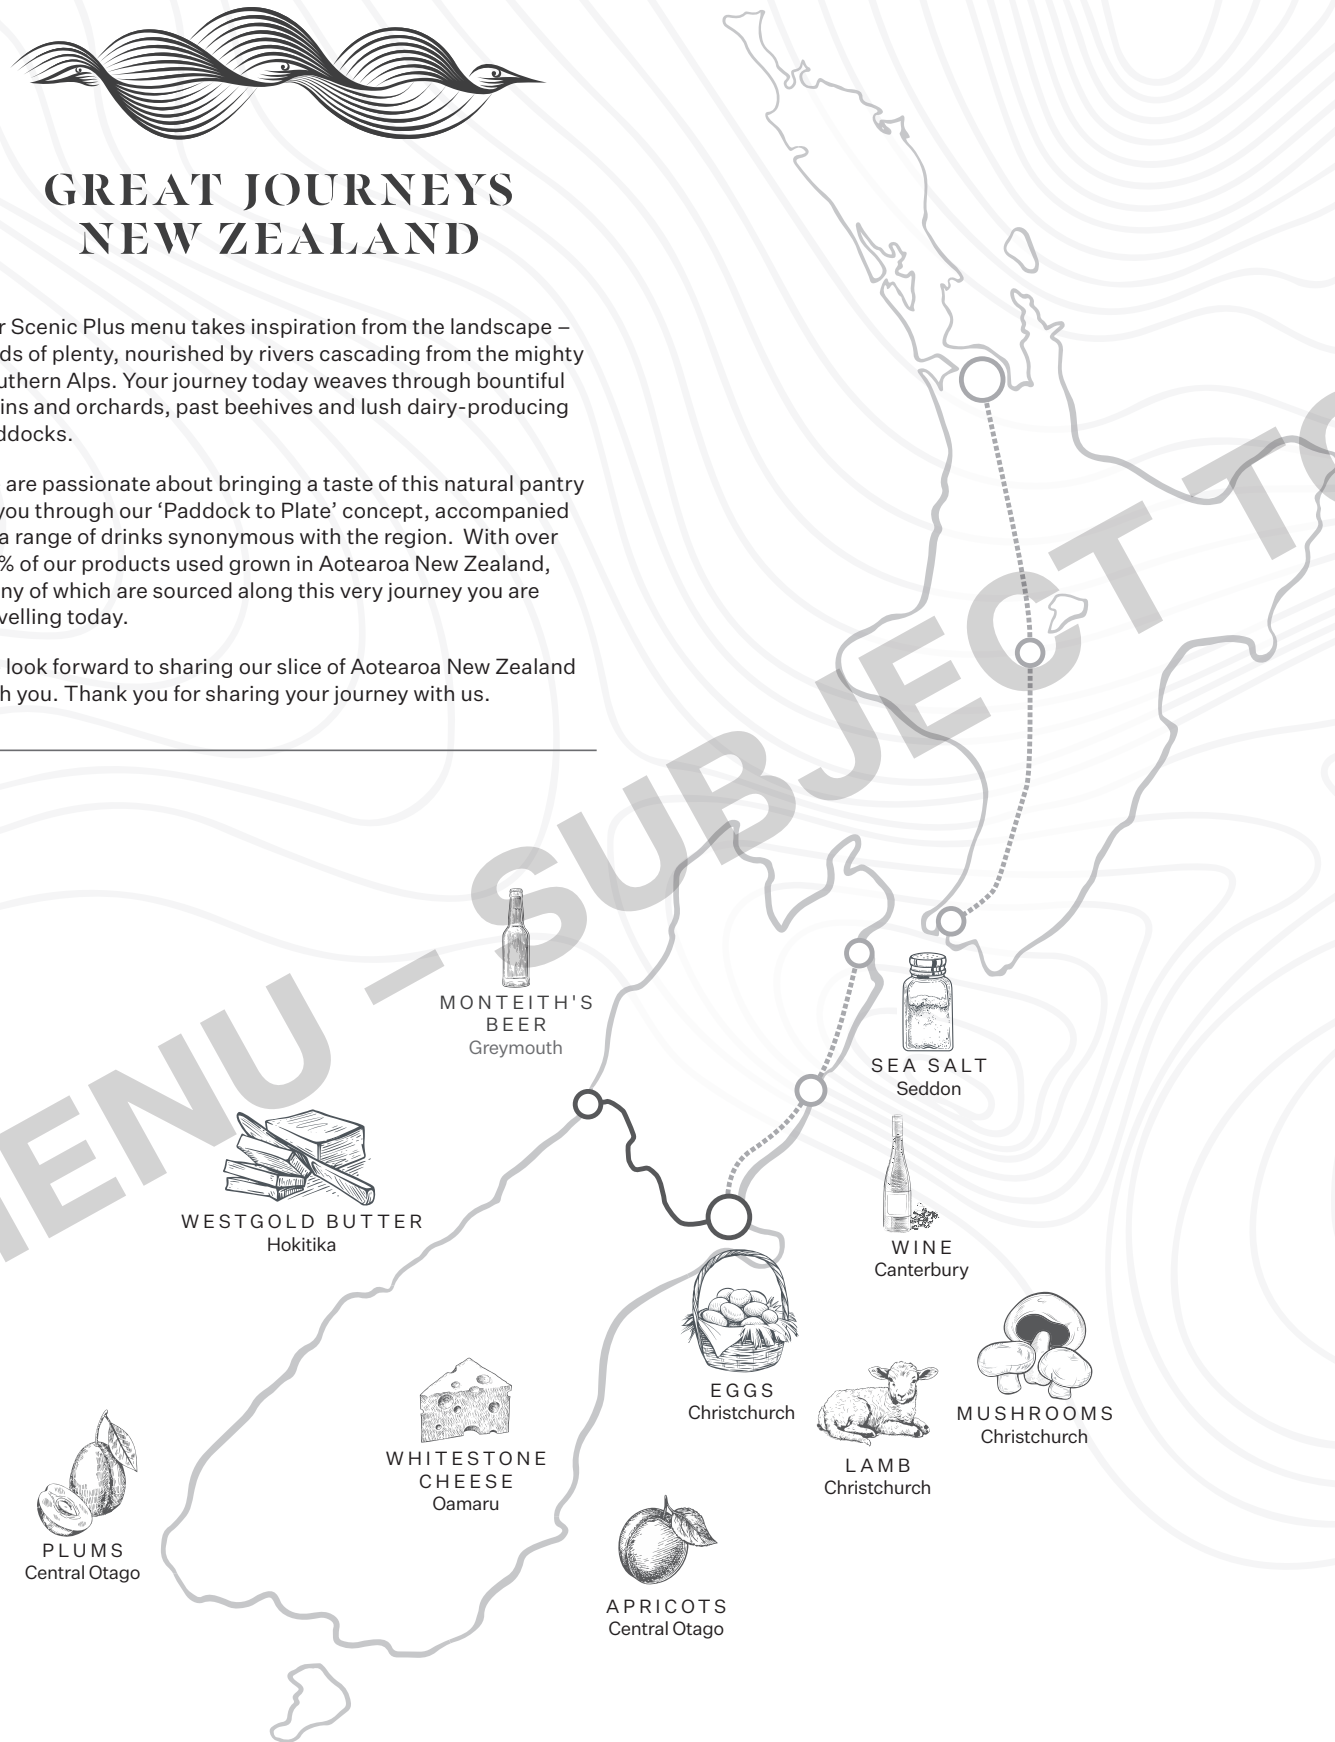 GREAT JOURNEYS
NEW ZEALAND
Scenic Plus menu takes inspiration from the landscape –
of plenty, nourished by rivers cascading from the mighty
Alps. Your journey today weaves through bountiful
and orchards, past beehives and lush dairy-producing
are passionate about bringing a taste of this natural pantry
you through our ‘Paddock to Plate’ concept, accompanied
a range of drinks synonymous with the region. With over
% of our products used grown in Aotearoa New Zealand,
of which are sourced along this very journey you are
today.
look forward to sharing our slice of Aotearoa New Zealand
you. Thank you for sharing your journey with us.
MENU – SUBJECT TO
MONTEITH'S
BEER
Greymouth
SEA SALT
Seddon
WESTGOLD BUTTER
Hokitika
WINE
Canterbury
EGGS
Christchurch
MUSHROOMS
Christchurch
LAMB
Christchurch
WHITESTONE
CHEESE
Oamaru
PLUMS
Central Otago
APRICOTS
Central Otago